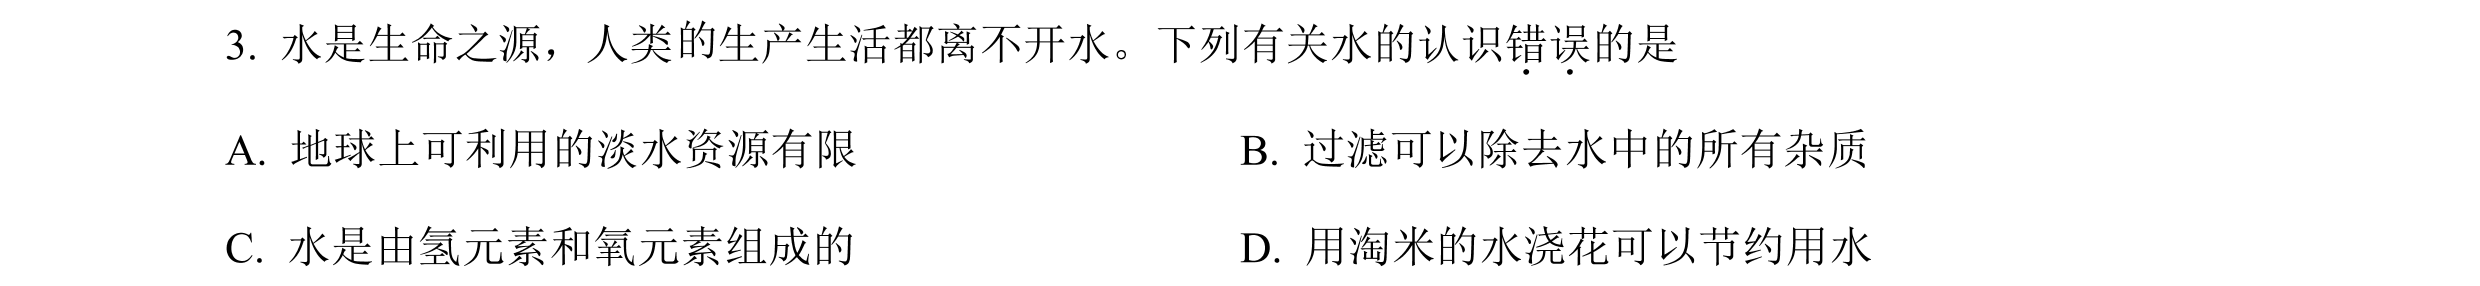 3. 水是生命之源，人类的生产生活都离不开水。下列有关水的认识错误的是
A. 地球上可利用的淡水资源有限 B. 过滤可以除去水中的所有杂质
C. 水是由氢元素和氧元素组成的 D. 用淘米的水浇花可以节约用水